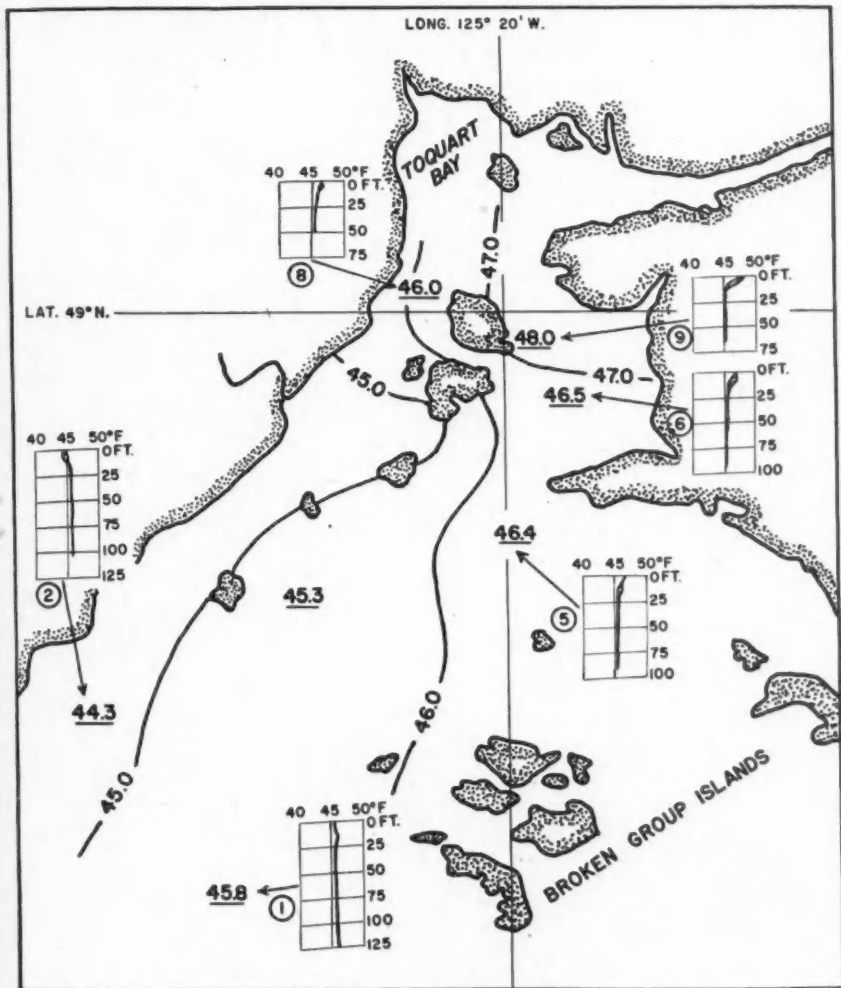 LONG. 125° 20' W.
TOQUART
BAY
40 45 50°F
0 FT.
25
50
75
8
46.0
47.0
LAT. 49° N.
48.0
40 45 50°F
0 FT.
25
50
75
9
45.0
47.0
46.5
40 45 50°F
0 FT.
25
50
75
100
6
40 45 50°F
0 FT.
25
50
75
100
125
2
46.4
45.3
40 45 50°F
0 FT.
25
50
75
100
5
44.3
46.0
45.0
BROKEN GROUP ISLANDS
40 45 50°F
0 FT.
25
50
75
100
125
1
45.8